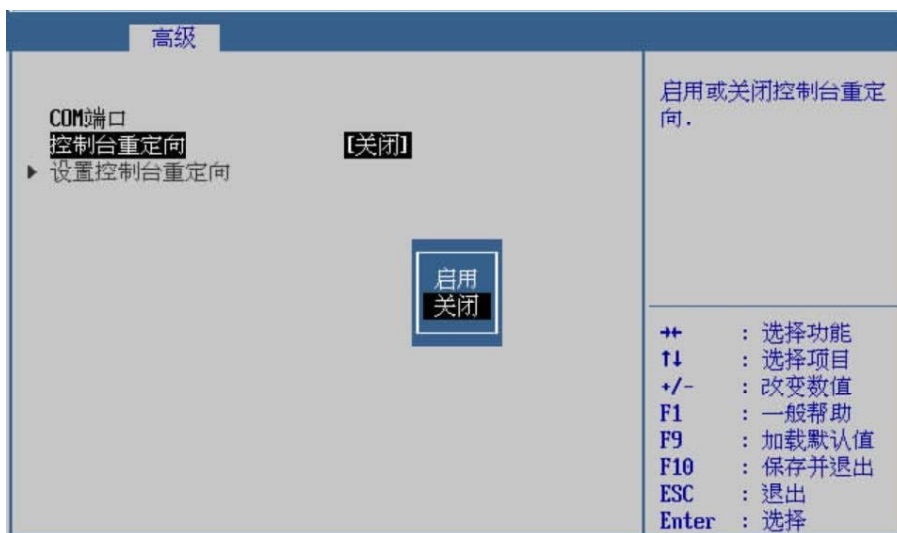 高级
COM端口
控制台重定向 [关闭]
▶ 设置控制台重定向
启用
关闭
启用或关闭控制台重定
向.
→← : 选择功能
↑↓ : 选择项目
+/- : 改变数值
F1 : 一般帮助
F9 : 加载默认值
F10 : 保存并退出
ESC : 退出
Enter : 选择